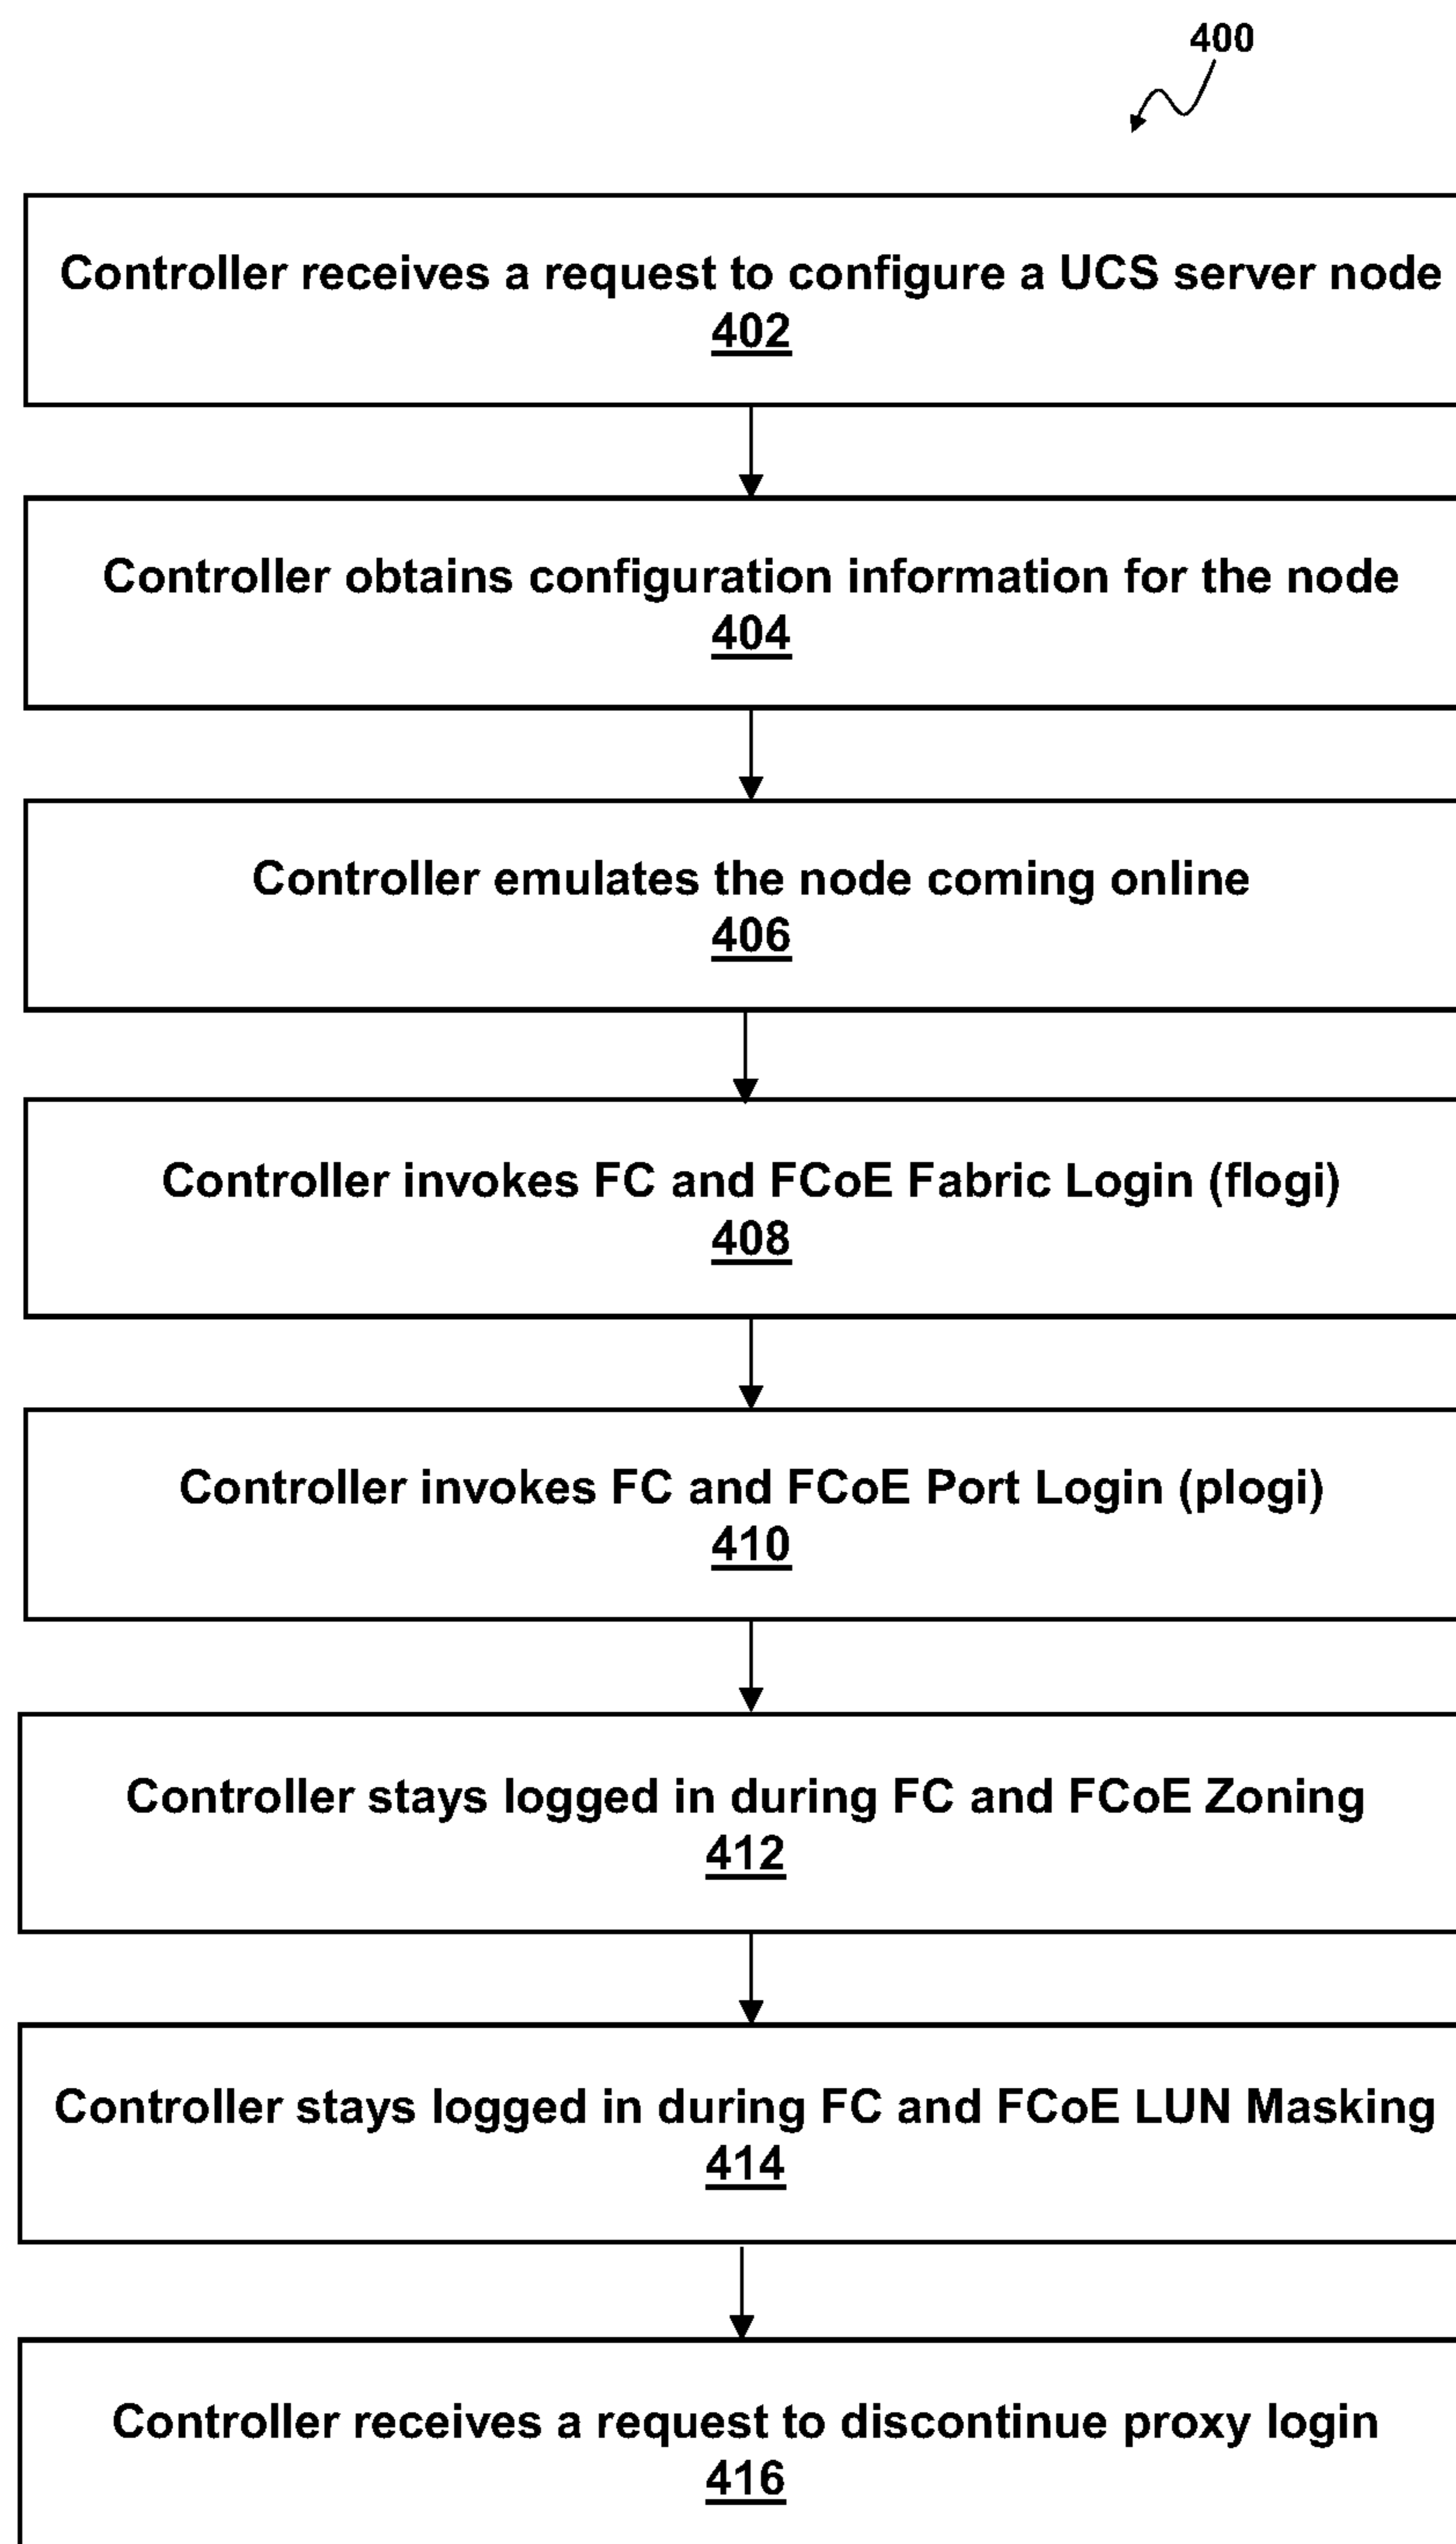 400
Controller receives a request to configure a UCS server node
402
Controller obtains configuration information for the node
404
Controller emulates the node coming online
406
Controller invokes FC and FCoE Fabric Login (flogi)
408
Controller invokes FC and FCoE Port Login (plogi)
410
Controller stays logged in during FC and FCoE Zoning
412
Controller stays logged in during FC and FCoE LUN Masking
414
Controller receives a request to discontinue proxy login
416